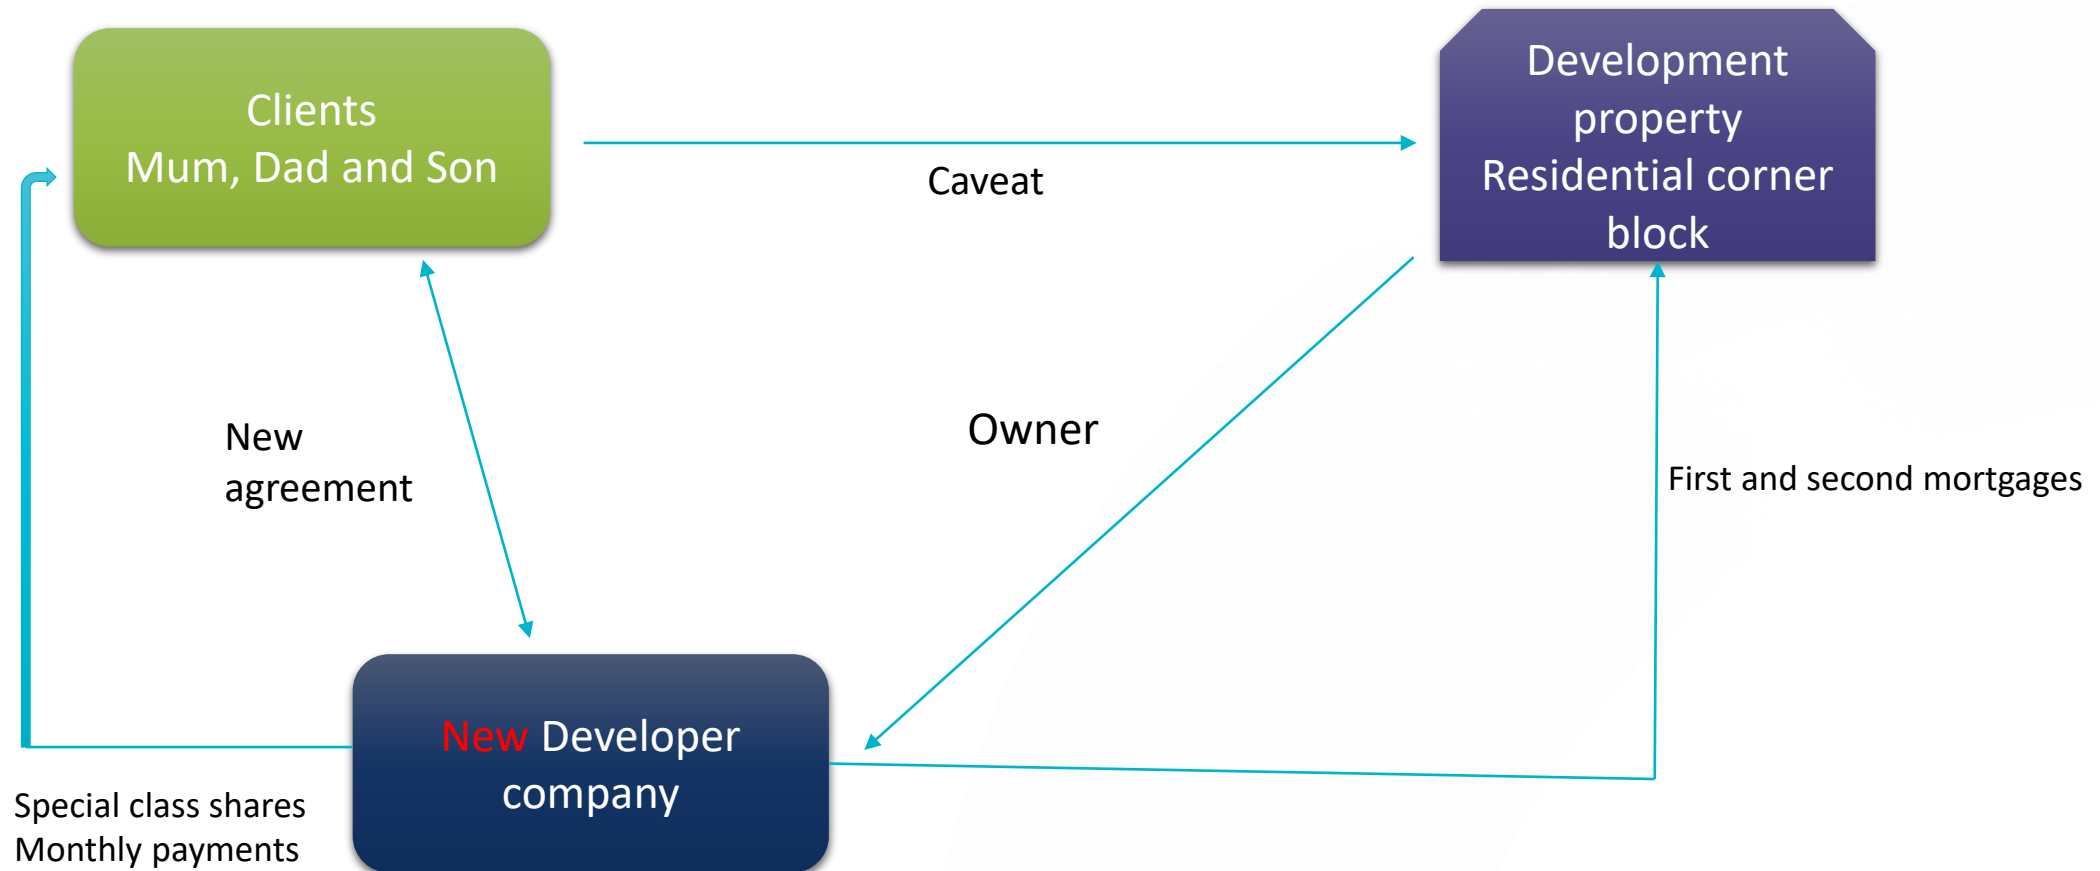 Clients
Mum, Dad and Son
Development
property
Residential corner
block
Caveat
New
agreement
Owner
First and second mortgages
New Developer
company
Special class shares
Monthly payments